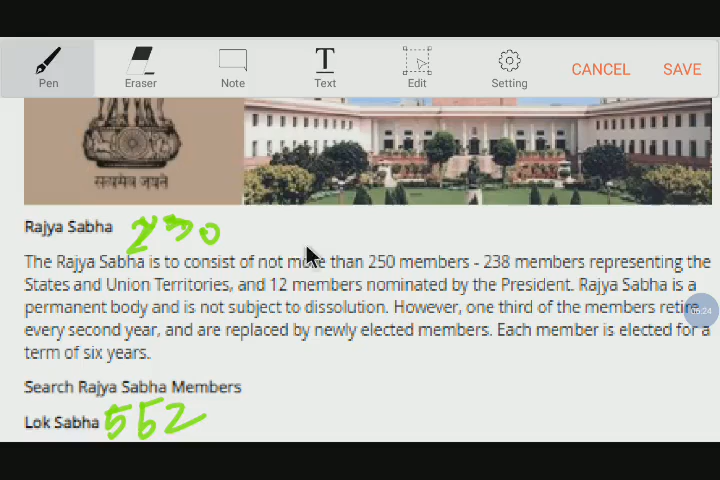 Pen Eraser Note Text Edit Setting CANCEL SAVE
सत्यमेव जयते
Rajya Sabha 250
The Rajya Sabha is to consist of not more than 250 members - 238 members representing the
States and Union Territories, and 12 members nominated by the President. Rajya Sabha is a
permanent body and is not subject to dissolution. However, one third of the members retire
every second year, and are replaced by newly elected members. Each member is elected for a
term of six years.
Search Rajya Sabha Members
Lok Sabha 552